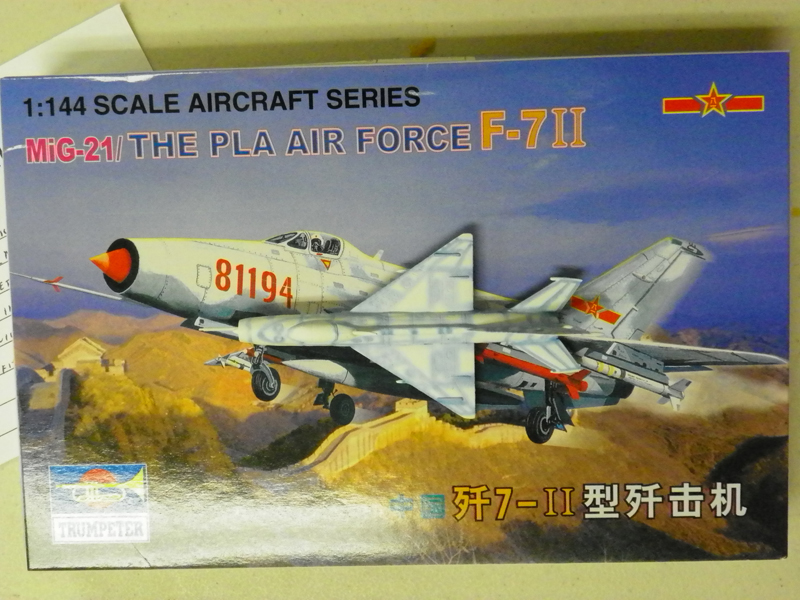 1:144 SCALE AIRCRAFT SERIES
MiG-21/ THE PLA AIR FORCE F-7II
81194
中国 歼7-II型歼击机
TRUMPETER